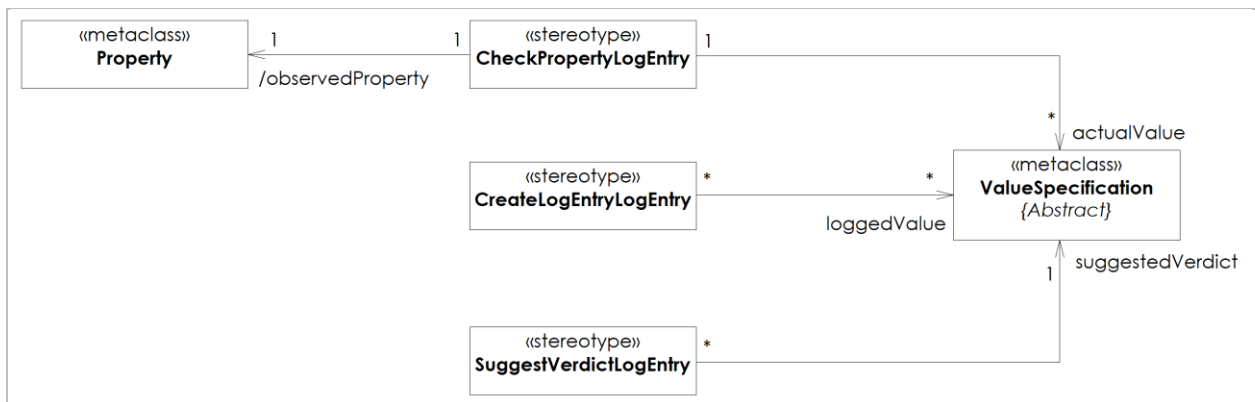 «metaclass»
Property
1
1
/observedProperty
«stereotype»
CheckPropertyLogEntry
1
*
actualValue
«stereotype»
CreateLogEntryLogEntry
*
*
loggedValue
«metaclass»
ValueSpecification
{Abstract}
suggestedVerdict
1
«stereotype»
SuggestVerdictLogEntry
*